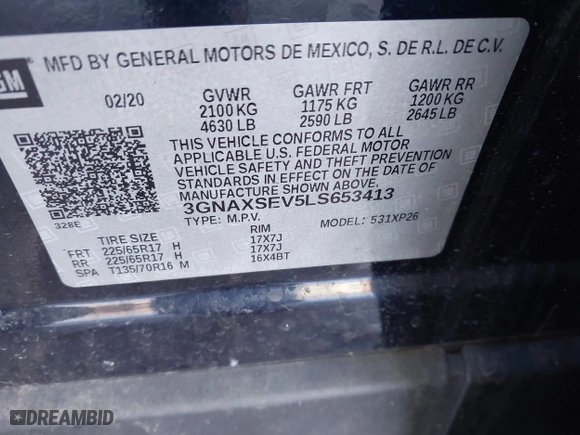 GM
MFD BY GENERAL MOTORS DE MEXICO, S. DE R.L. DE C.V.
02/20 GVWR GAWR FRT GAWR RR
2100 KG 1175 KG 1200 KG
4630 LB 2590 LB 2645 LB
THIS VEHICLE CONFORMS TO ALL
APPLICABLE U.S. FEDERAL MOTOR
VEHICLE SAFETY AND THEFT PREVENTION
STANDARDS IN EFFECT ON THE DATE OF
MANUFACTURE SHOWN ABOVE.
3GNAXSEV5LS653413
328E TYPE: M.P.V. MODEL: 531XP26
TIRE SIZE RIM
FRT 225/65R17 H 17X7J
RR 225/65R17 H 17X7J
SPA T135/70R16 M 16X4BT
DREAMBID